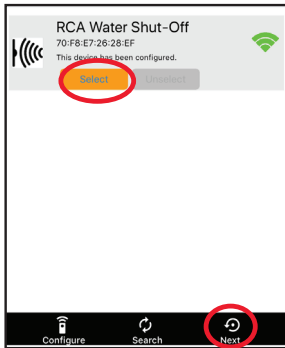 RCA Water Shut-Off
70:F8:E7:26:28:EF
This device has been configured.
Select Unselect
Configure Search Next